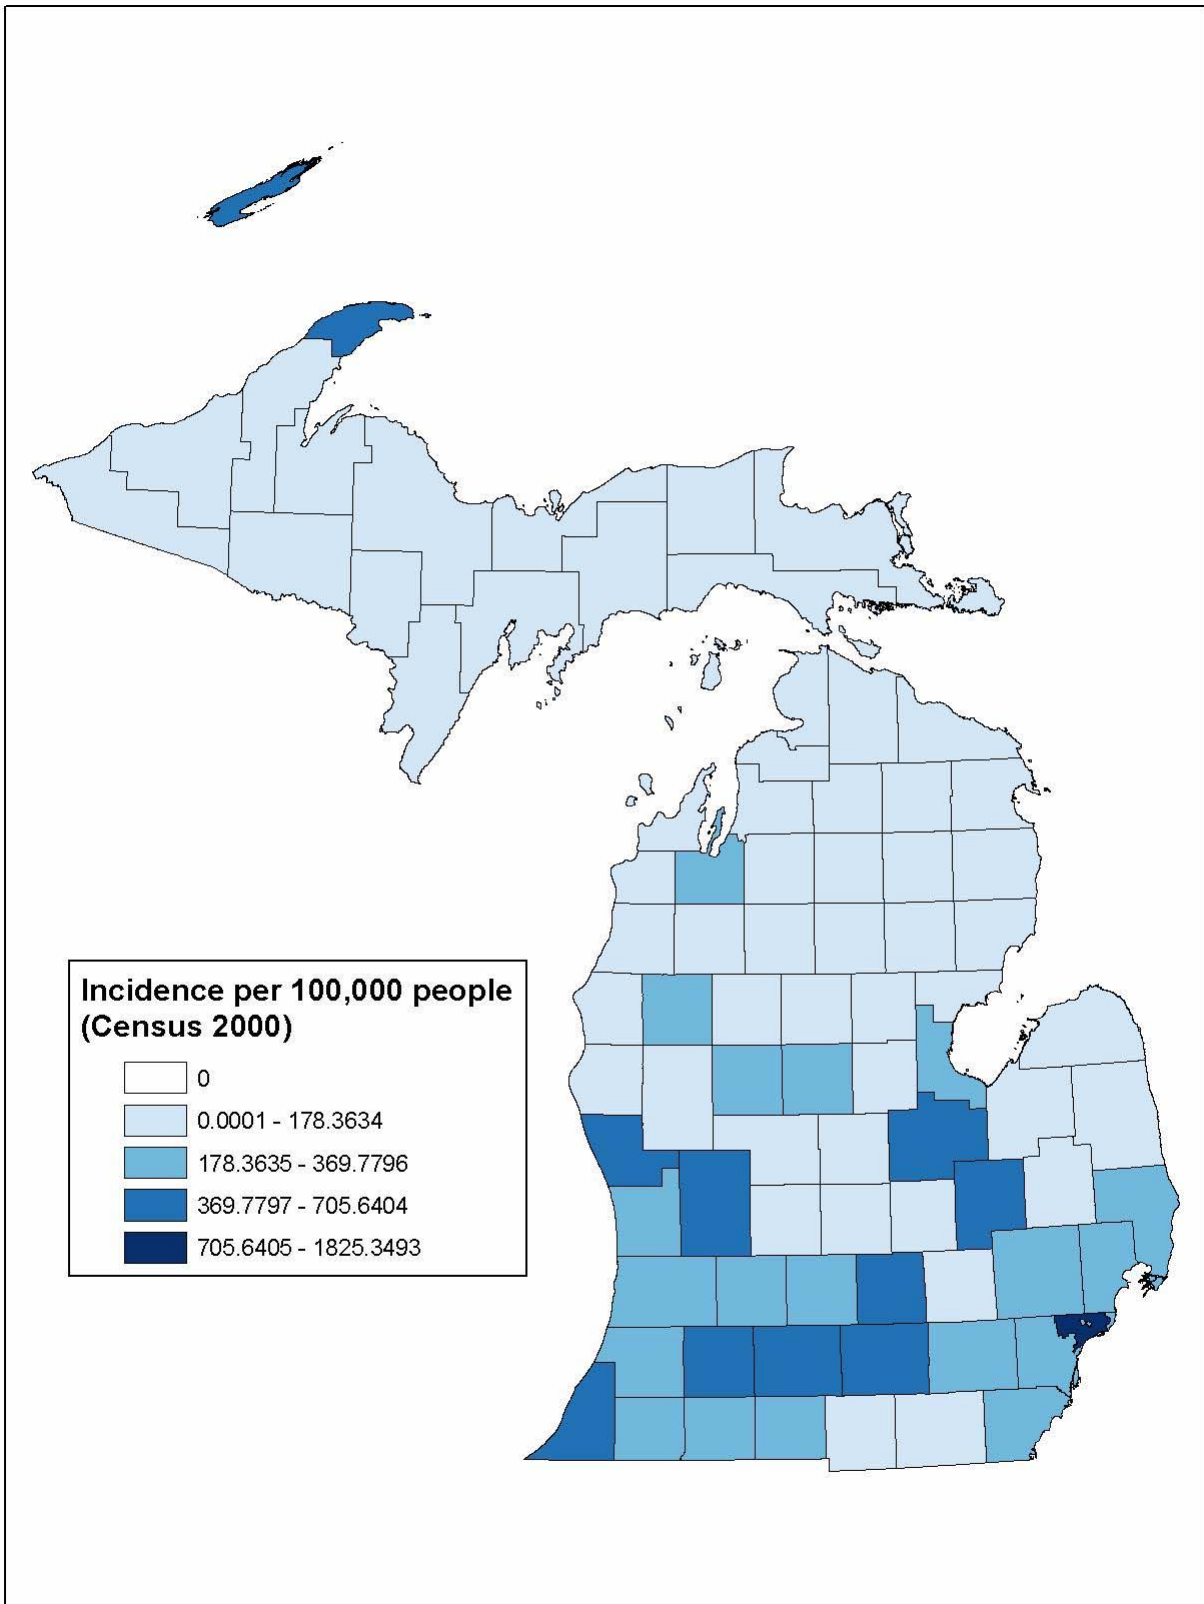 Incidence per 100,000 people
(Census 2000)
0
0.0001 - 178.3634
178.3635 - 369.7796
369.7797 - 705.6404
705.6405 - 1825.3493